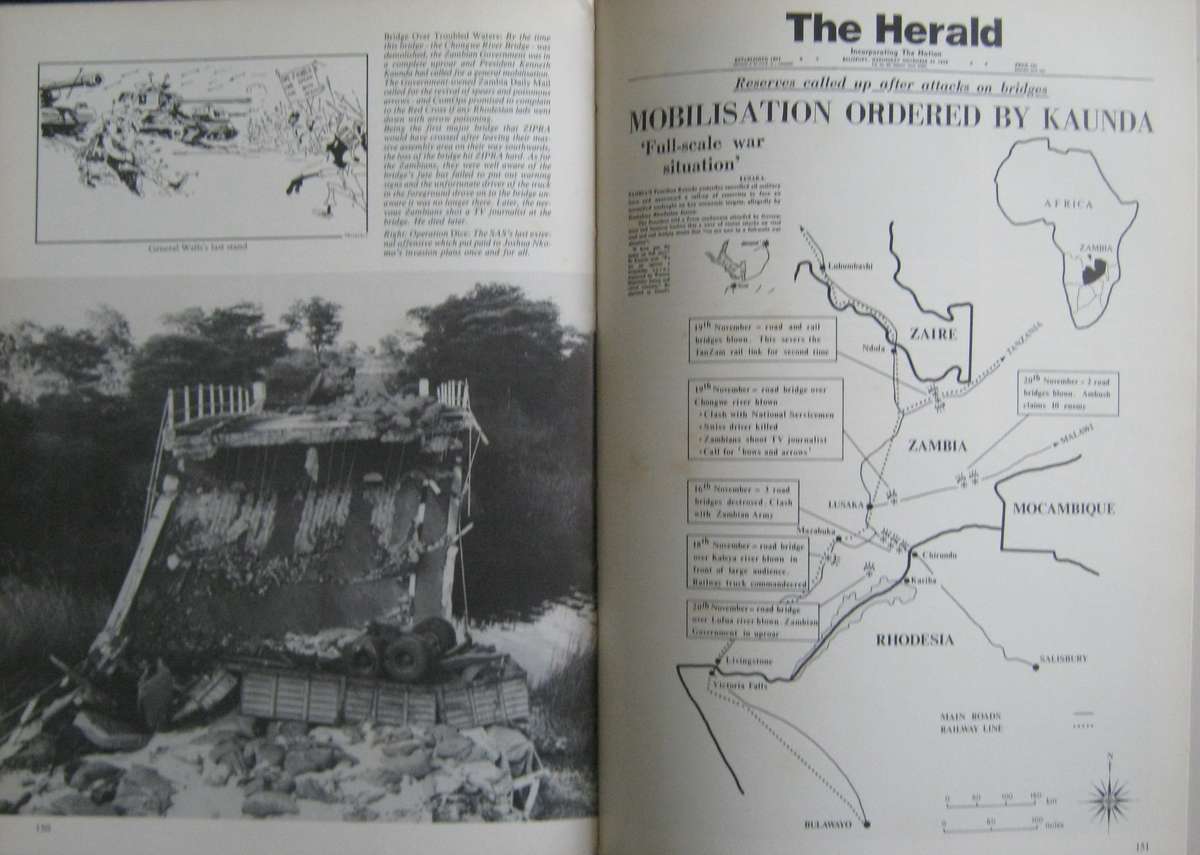 Bridge Over Troubled Waters: By the time
this bridge - the Chongwe River Bridge - was
demolished, the Zambian Government was in
a complete uproar and President Kenneth
Kaunda had called for a general mobilisation.
The Government-owned Zambia Daily Mail
called for the revival of spears and poisoned
arrows - and ComOps promised to complain
to the Red Cross if any Rhodesian lads went
down with arrow poisoning.
Being the first major bridge that ZIPRA
would have crossed after leaving their mas-
sive assembly area on their way southwards,
the loss of the bridge hit ZIPRA hard. As for
the Zambians, they were well aware of the
bridge's fate but failed to put out warning
signs and the unfortunate driver of the truck
in the foreground drove on to the bridge un-
aware it was no longer there. Later, the ner-
vous Zambians shot a TV journalist at the
bridge. He died later.
Right: Operation Dice: The SAS's last exter-
nal offensive which put paid to Joshua Nko-
mo's invasion plans once and for all.
General Walls's last stand
150
The Herald
Incorporating The Nation
Reserves called up after attacks on bridges
MOBILISATION ORDERED BY KAUNDA
'Full-scale war
situation'
LUSAKA.
AFRICA
ZAMBIA
Lubumbashi
19th November = road and rail
bridges blown. This severs the
TanZam rail link for second time
ZAIRE
Ndola
TANZANIA
19th November = road bridge over
Chongwe river blown
• Clash with National Servicemen
• Swiss driver killed
• Zambians shoot TV journalist
• Call for 'bows and arrows'
20th November = 2 road
bridges blown. Ambush
claims 10 enemy
ZAMBIA
MALAWI
16th November = 3 road
bridges destroyed. Clash
with Zambian Army
LUSAKA
MOCAMBIQUE
Mazabuka
18th November = road bridge
over Kaleya river blown in
front of large audience.
Railway truck commandeered
Chirundu
Kariba
20th November = road bridge
over Lufua river blown. Zambian
Government in uproar
RHODESIA
Livingstone
Victoria Falls
SALISBURY
MAIN ROADS
RAILWAY LINE
N
0 50 100 150 km
0 50 100 miles
BULAWAYO
151